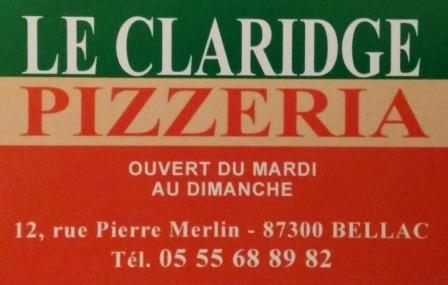 LE CLARIDGE
PIZZERIA
OUVERT DU MARDI
AU DIMANCHE
12, rue Pierre Merlin - 87300 BELLAC
Tél. 05 55 68 89 82